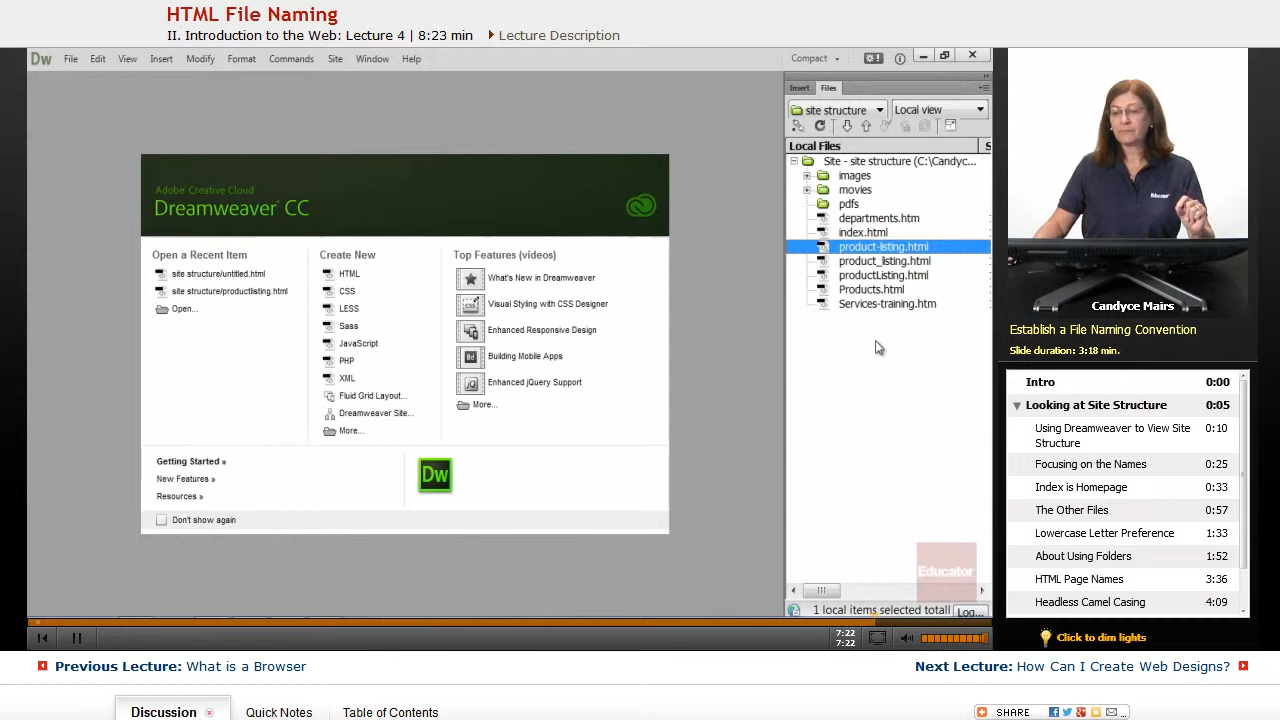 HTML File Naming
II. Introduction to the Web: Lecture 4 | 8:23 min Lecture Description
Dw File Edit View Insert Modify Format Commands Site Window Help
Compact
Insert Files
site structure Local view
Local Files S
Site - site structure (C:\Candyc...
images
movies
pdfs
departments.htm
index.html
product-listing.html
product_listing.html
productListing.html
Products.html
Services-training.htm
1 local items selected totall Log...
Adobe Creative Cloud
Dreamweaver CC
Open a Recent Item
site structure/untitled.html
site structure/productlisting.html
Open...
Create New
HTML
CSS
LESS
Sass
JavaScript
PHP
XML
Fluid Grid Layout...
Dreamweaver Site...
More...
Top Features (videos)
What's New in Dreamweaver
Visual Styling with CSS Designer
Enhanced Responsive Design
Bd
Building Mobile Apps
Enhanced jQuery Support
More...
Getting Started »
New Features »
Resources »
Dw
Don't show again
Educator
7:22
7:22
Educator
Candyce Mairs
Establish a File Naming Convention
Slide duration: 3:18 min.
Intro 0:00
Looking at Site Structure 0:05
Using Dreamweaver to View Site 0:10
Structure
Focusing on the Names 0:25
Index is Homepage 0:33
The Other Files 0:57
Lowercase Letter Preference 1:33
About Using Folders 1:52
HTML Page Names 3:36
Headless Camel Casing 4:09
Click to dim lights
Previous Lecture: What is a Browser
Next Lecture: How Can I Create Web Designs?
Discussion Quick Notes Table of Contents
SHARE